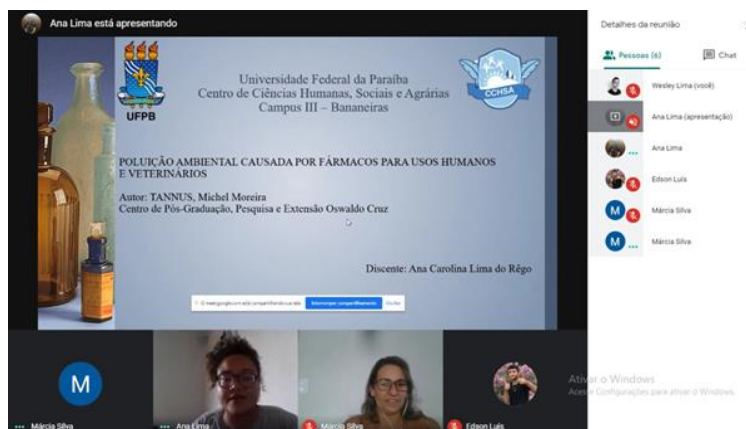 Ana Lima está apresentando
Detalhes da reunião
Pessoas (6)
Chat
UFPB
Universidade Federal da Paraíba
Centro de Ciências Humanas, Sociais e Agrárias
Campus III – Bananeiras
CCHSA
POLUIÇÃO AMBIENTAL CAUSADA POR FÁRMACOS PARA USOS HUMANOS
E VETERINÁRIOS
Autor: TANNUS, Michel Moreira
Centro de Pós-Graduação, Pesquisa e Extensão Oswaldo Cruz
Discente: Ana Carolina Lima do Rêgo
Interromper compartilhamento
Ocultar
Wesley Lima (você)
Ana Lima (apresentação)
Ana Lima
Edson Luís
M
Márcia Silva
M
Márcia Silva
M
Márcia Silva
Ana Lima
Márcia Silva
Edson Luís
Ativar o Windows
Acesse Configurações para ativar o Windows.